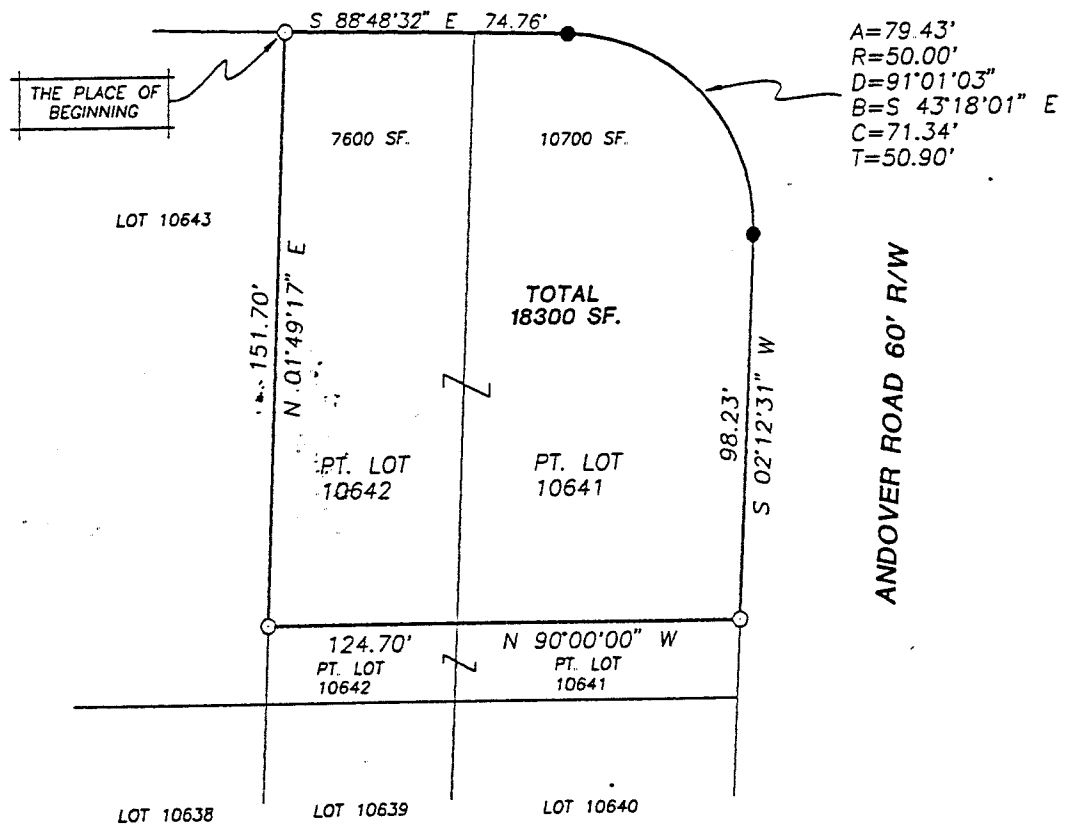 S 88°48'32" E 74.76'
A=79.43'
R=50.00'
D=91°01'03"
B=S 43°18'01" E
C=71.34'
T=50.90'
THE PLACE OF
BEGINNING
7600 SF.
10700 SF.
LOT 10643
151.70'
N 01°49'17" E
TOTAL
18300 SF.
98.23'
S 02°12'31" W
ANDOVER ROAD 60' R/W
PT. LOT
10642
PT. LOT
10641
124.70'
N 90°00'00" W
PT. LOT
10642
PT. LOT
10641
LOT 10638
LOT 10639
LOT 10640